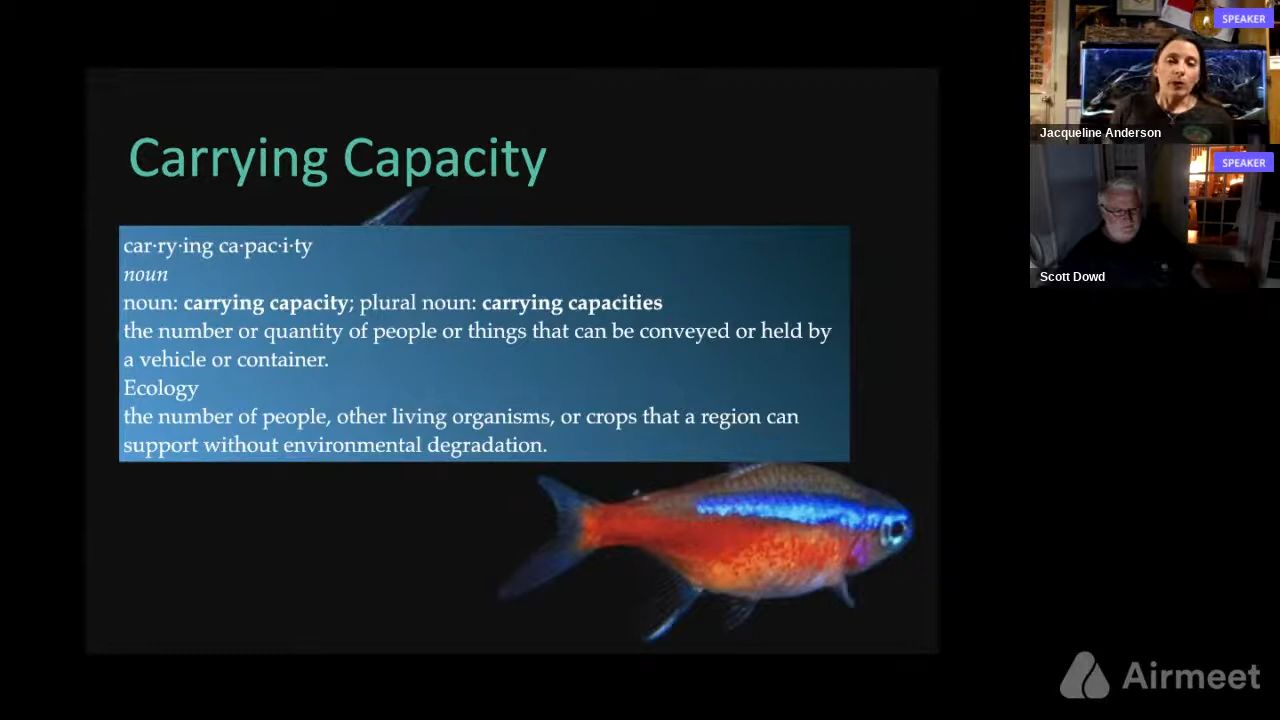 Carrying Capacity
car·ry·ing ca·pac·i·ty
noun
noun: carrying capacity; plural noun: carrying capacities
the number or quantity of people or things that can be conveyed or held by
a vehicle or container.
Ecology
the number of people, other living organisms, or crops that a region can
support without environmental degradation.
SPEAKER
Jacqueline Anderson
SPEAKER
Scott Dowd
Airmeet